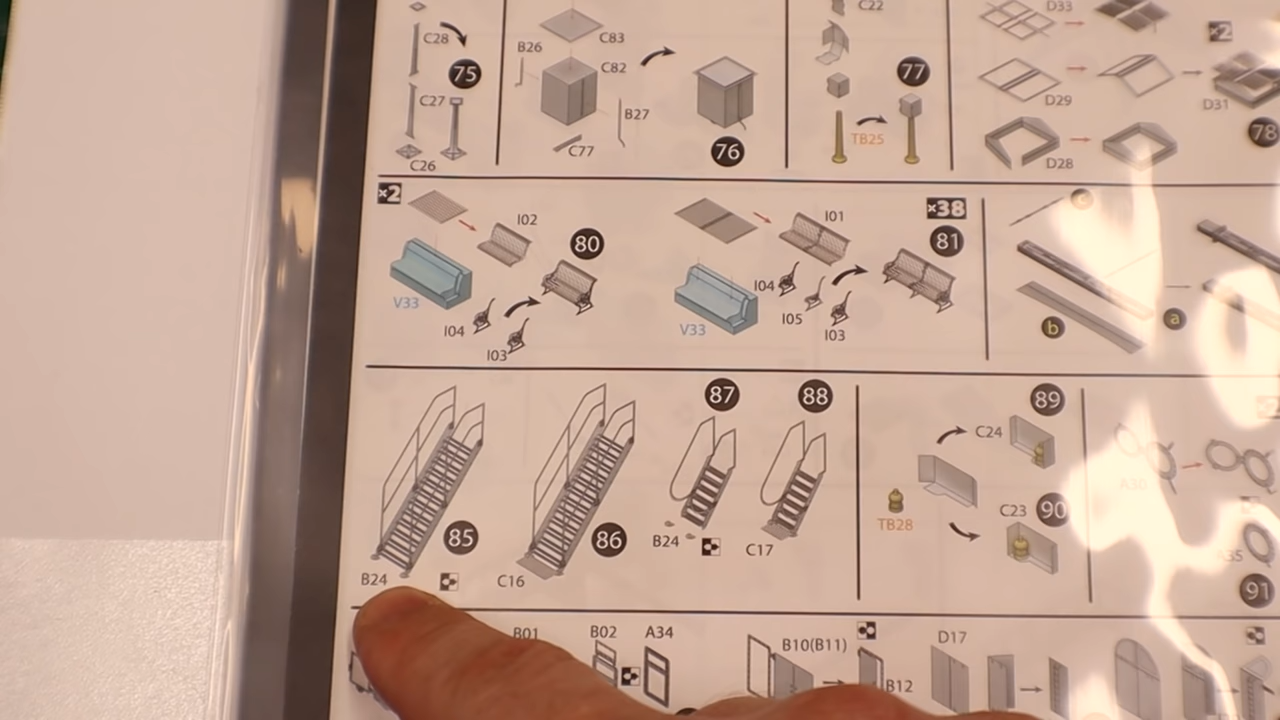 C28
75
C27
C26
C83
B26
C82
B27
C77
76
C22
77
TB25
D33
×2
D29
D31
D28
78
×2
I02
80
V33
I04
I03
I01
×38
81
I04
V33
I05
I03
c
b
a
87
88
85
86
B24
C17
B24
C16
89
C24
C23
90
TB28
A30
A35
91
B01
B02
A34
B10(B11)
B12
D17